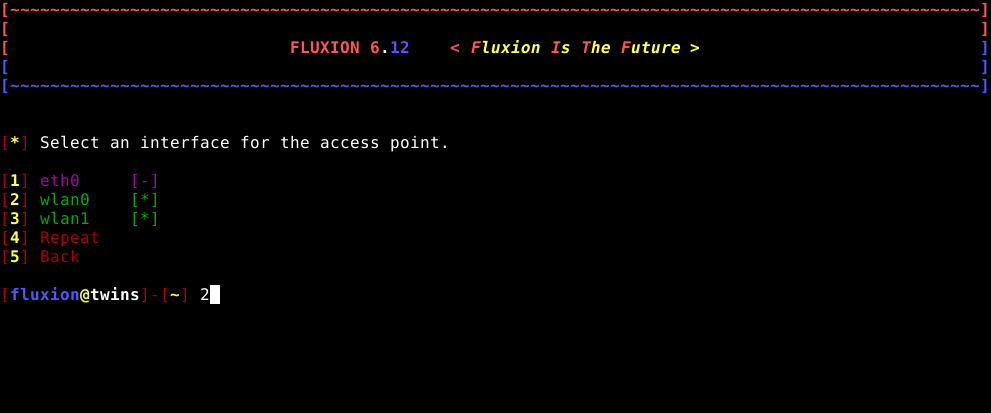 [~~~~~~~~~~~~~~~~~~~~~~~~~~~~~~~~~~~~~~~~~~~~~~~~~~~~~~~~~~~~~~~~~~~~~~~~~~~~~~~~~~~~~~~~~~~~~~~~~]
[ ]
[ FLUXION 6.12 < Fluxion Is The Future > ]
[ ]
[~~~~~~~~~~~~~~~~~~~~~~~~~~~~~~~~~~~~~~~~~~~~~~~~~~~~~~~~~~~~~~~~~~~~~~~~~~~~~~~~~~~~~~~~~~~~~~~~~]
[*] Select an interface for the access point.
[1] eth0 [-]
[2] wlan0 [*]
[3] wlan1 [*]
[4] Repeat
[5] Back
[fluxion@twins]-[~] 2